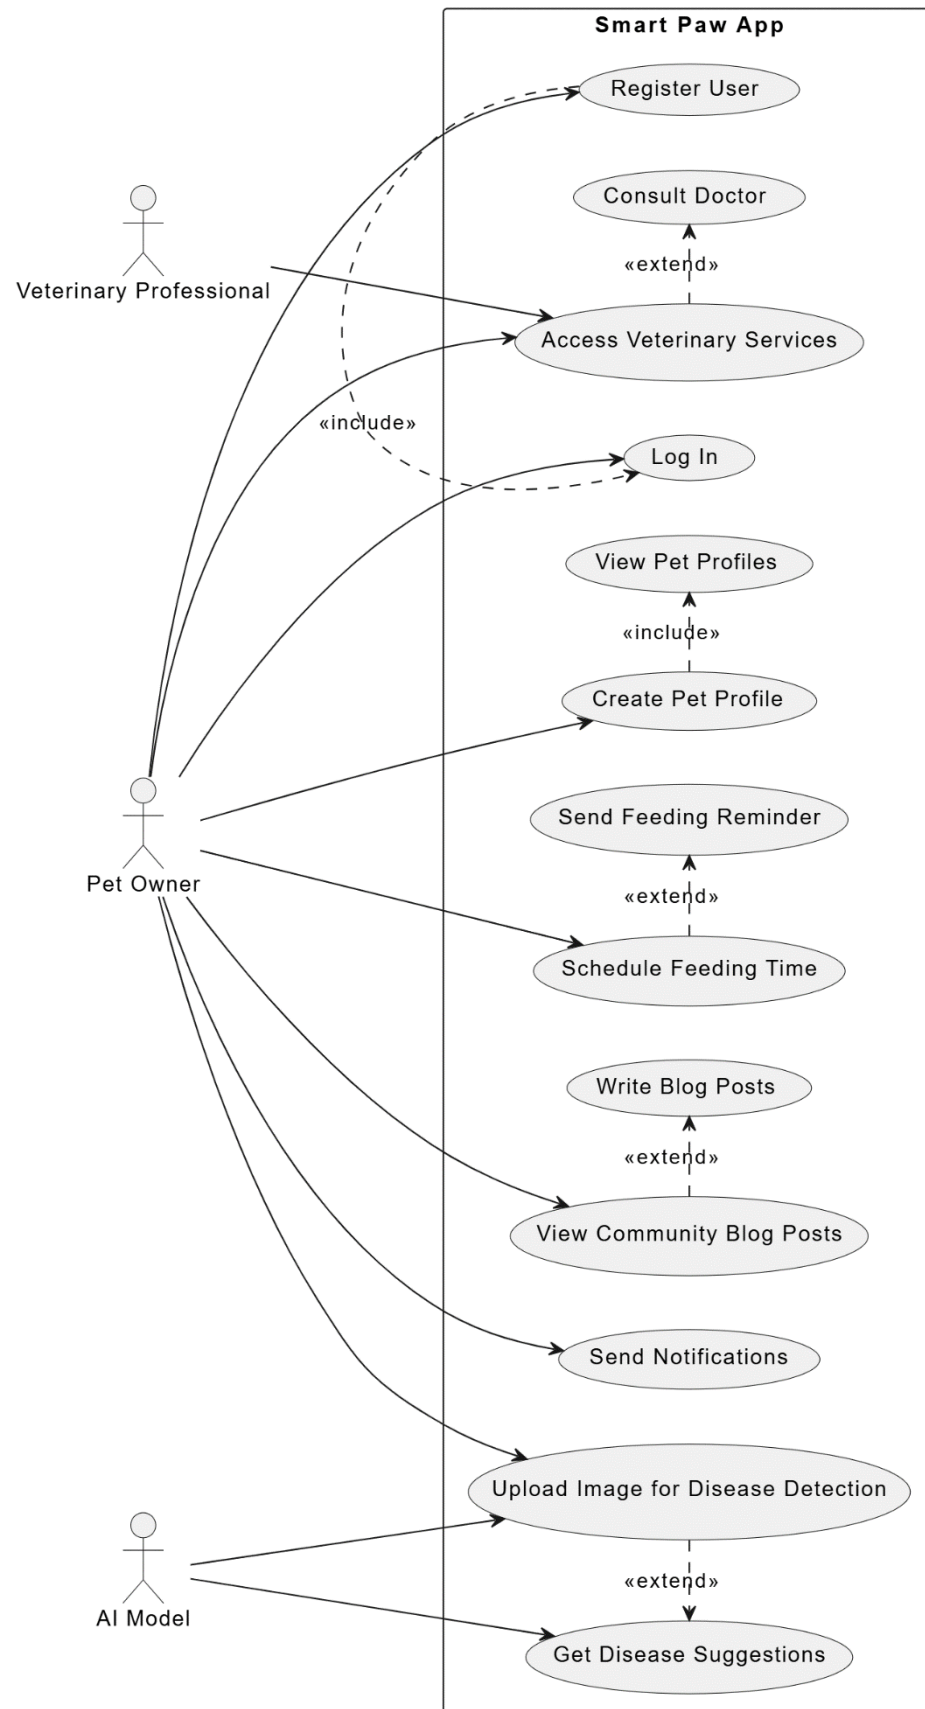 Smart Paw App
Register User
Consult Doctor
«extend»
Veterinary Professional
Access Veterinary Services
«include»
Log In
View Pet Profiles
«include»
Create Pet Profile
Send Feeding Reminder
Pet Owner
«extend»
Schedule Feeding Time
Write Blog Posts
«extend»
View Community Blog Posts
Send Notifications
Upload Image for Disease Detection
«extend»
AI Model
Get Disease Suggestions